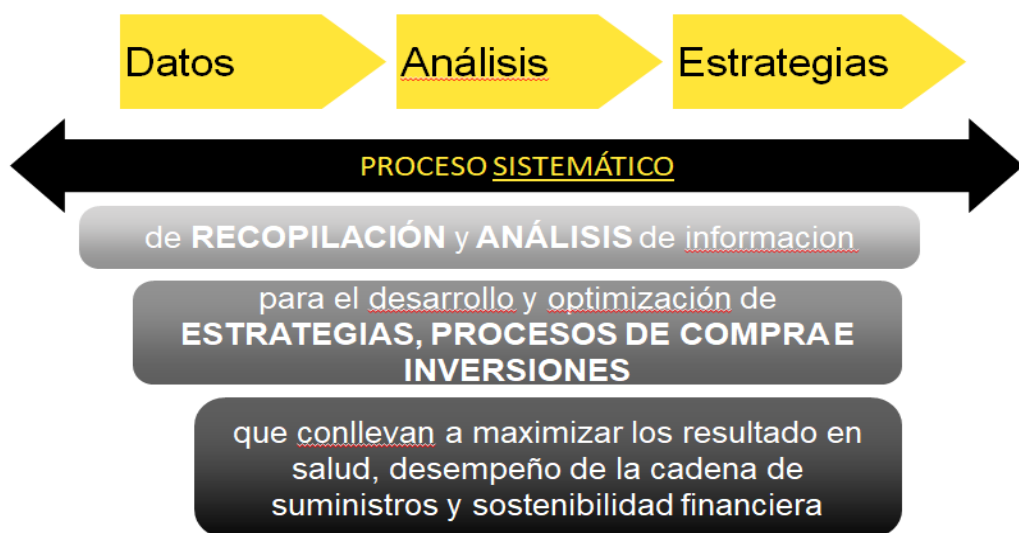 Datos
Análisis
Estrategias
PROCESO SISTEMÁTICO
de RECOPILACIÓN y ANÁLISIS de informacion
para el desarrollo y optimización de
ESTRATEGIAS, PROCESOS DE COMPRA E
INVERSIONES
que conllevan a maximizar los resultado en
salud, desempeño de la cadena de
suministros y sostenibilidad financiera